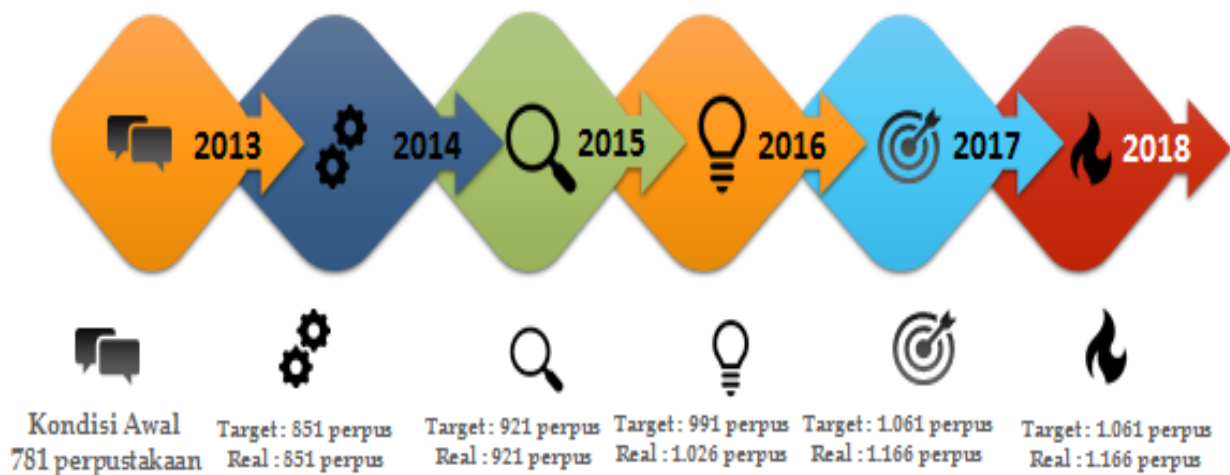 2013
2014
2015
2016
2017
2018
Kondisi Awal
781 perpustakaan
Target : 851 perpus
Real : 851 perpus
Target : 921 perpus
Real : 921 perpus
Target : 991 perpus
Real : 1.026 perpus
Target : 1.061 perpus
Real : 1.166 perpus
Target : 1.061 perpus
Real : 1.166 perpus